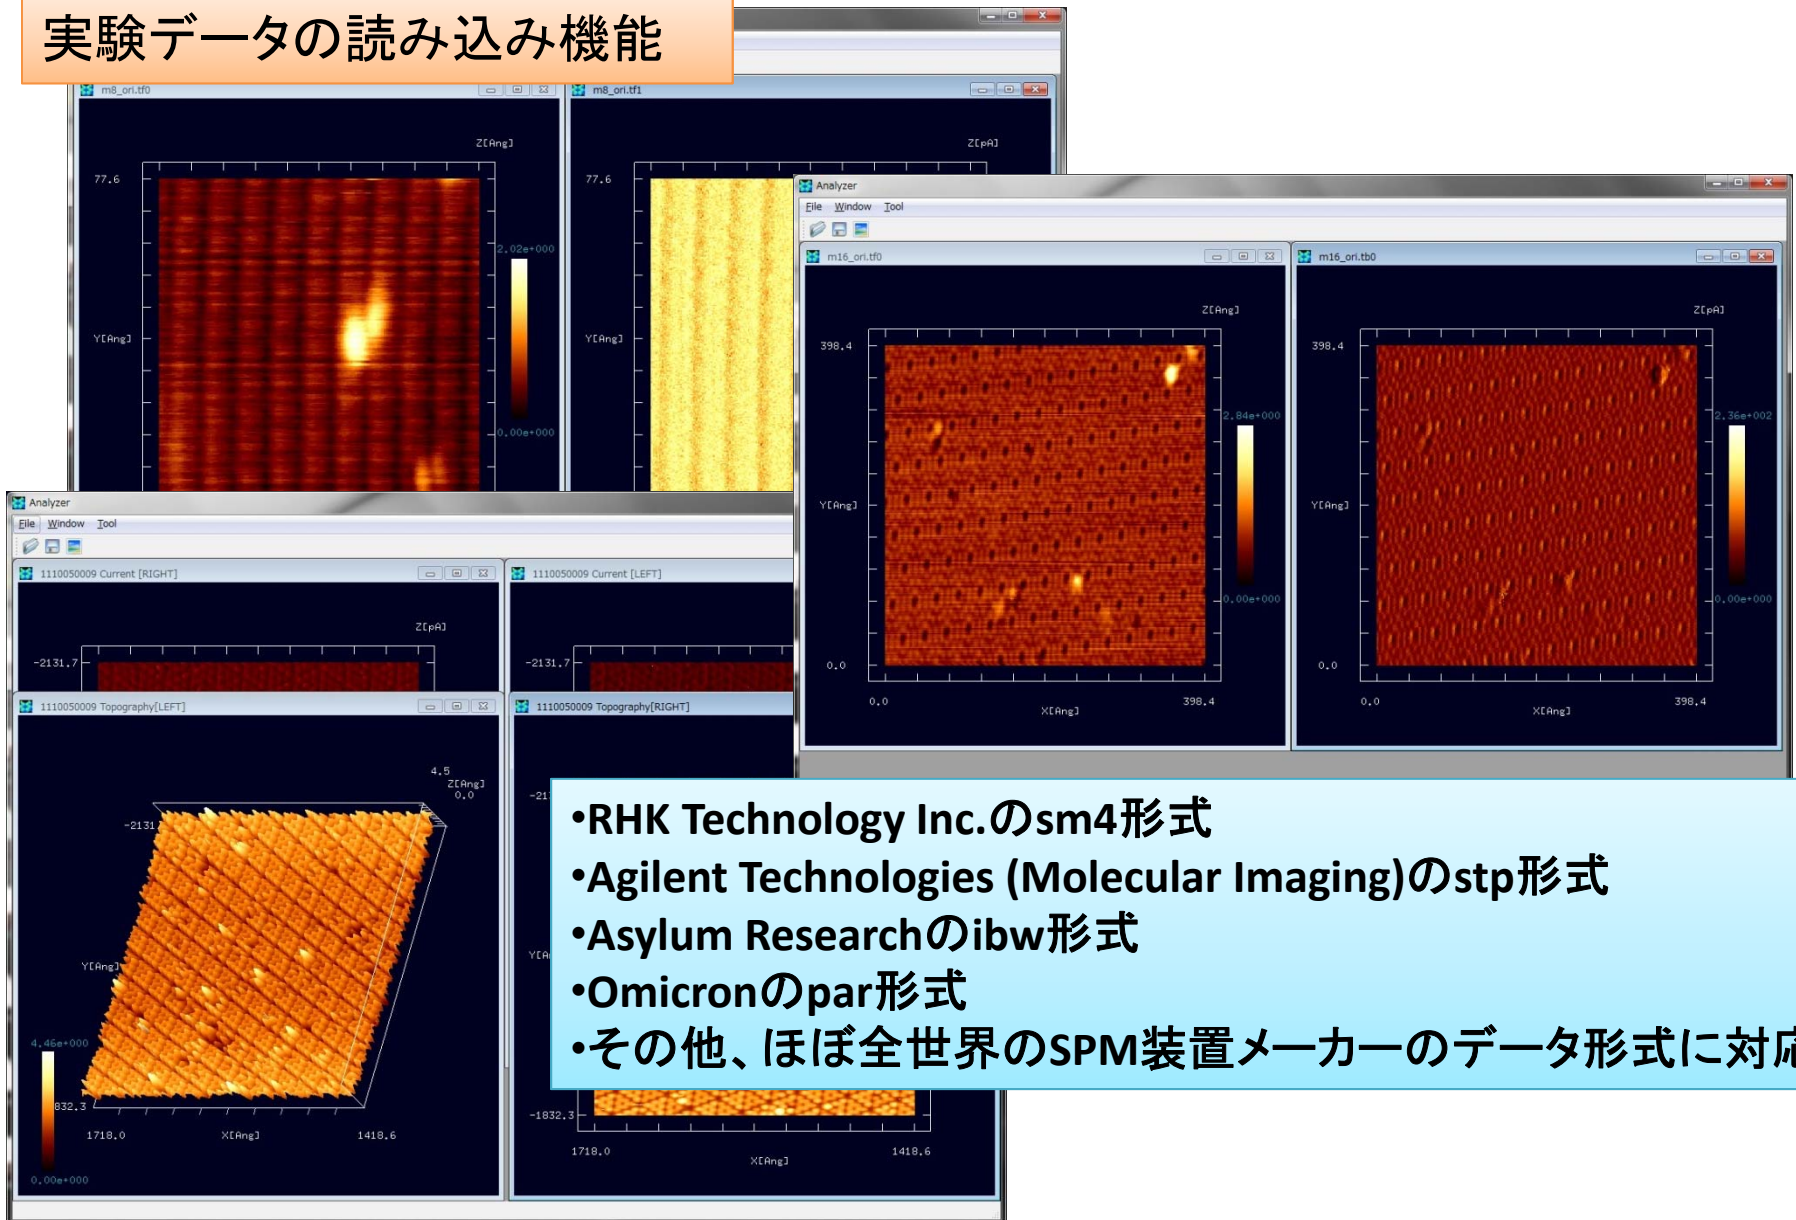 実験データの読み込み機能
m8_ori.tf0
m8_ori.tf1
Z[Ang]
Z[pA]
77.6
77.6
2.02e+000
Y[Ang]
Y[Ang]
0.00e+000
Analyzer
File Window Tool
m16_ori.tf0
m16_ori.tb0
Z[Ang]
Z[pA]
398.4
398.4
2.84e+000
2.36e+002
Y[Ang]
Y[Ang]
0.00e+000
0.00e+000
0.0
0.0
0.0
398.4
0.0
398.4
X[Ang]
X[Ang]
Analyzer
File Window Tool
1110050009 Current [RIGHT]
1110050009 Current [LEFT]
Z[pA]
-2131.7
-2131.7
1110050009 Topography[LEFT]
1110050009 Topography[RIGHT]
4.5
Z[Ang]
0.0
-2131
-21
Y[Ang]
Y[A
4.46e+000
832.3
-1832.3
1718.0
X[Ang]
1418.6
1718.0
X[Ang]
1418.6
0.00e+000
•RHK Technology Inc.のsm4形式
•Agilent Technologies (Molecular Imaging)のstp形式
•Asylum Researchのibw形式
•Omicronのpar形式
•その他、ほぼ全世界のSPM装置メーカーのデータ形式に対応